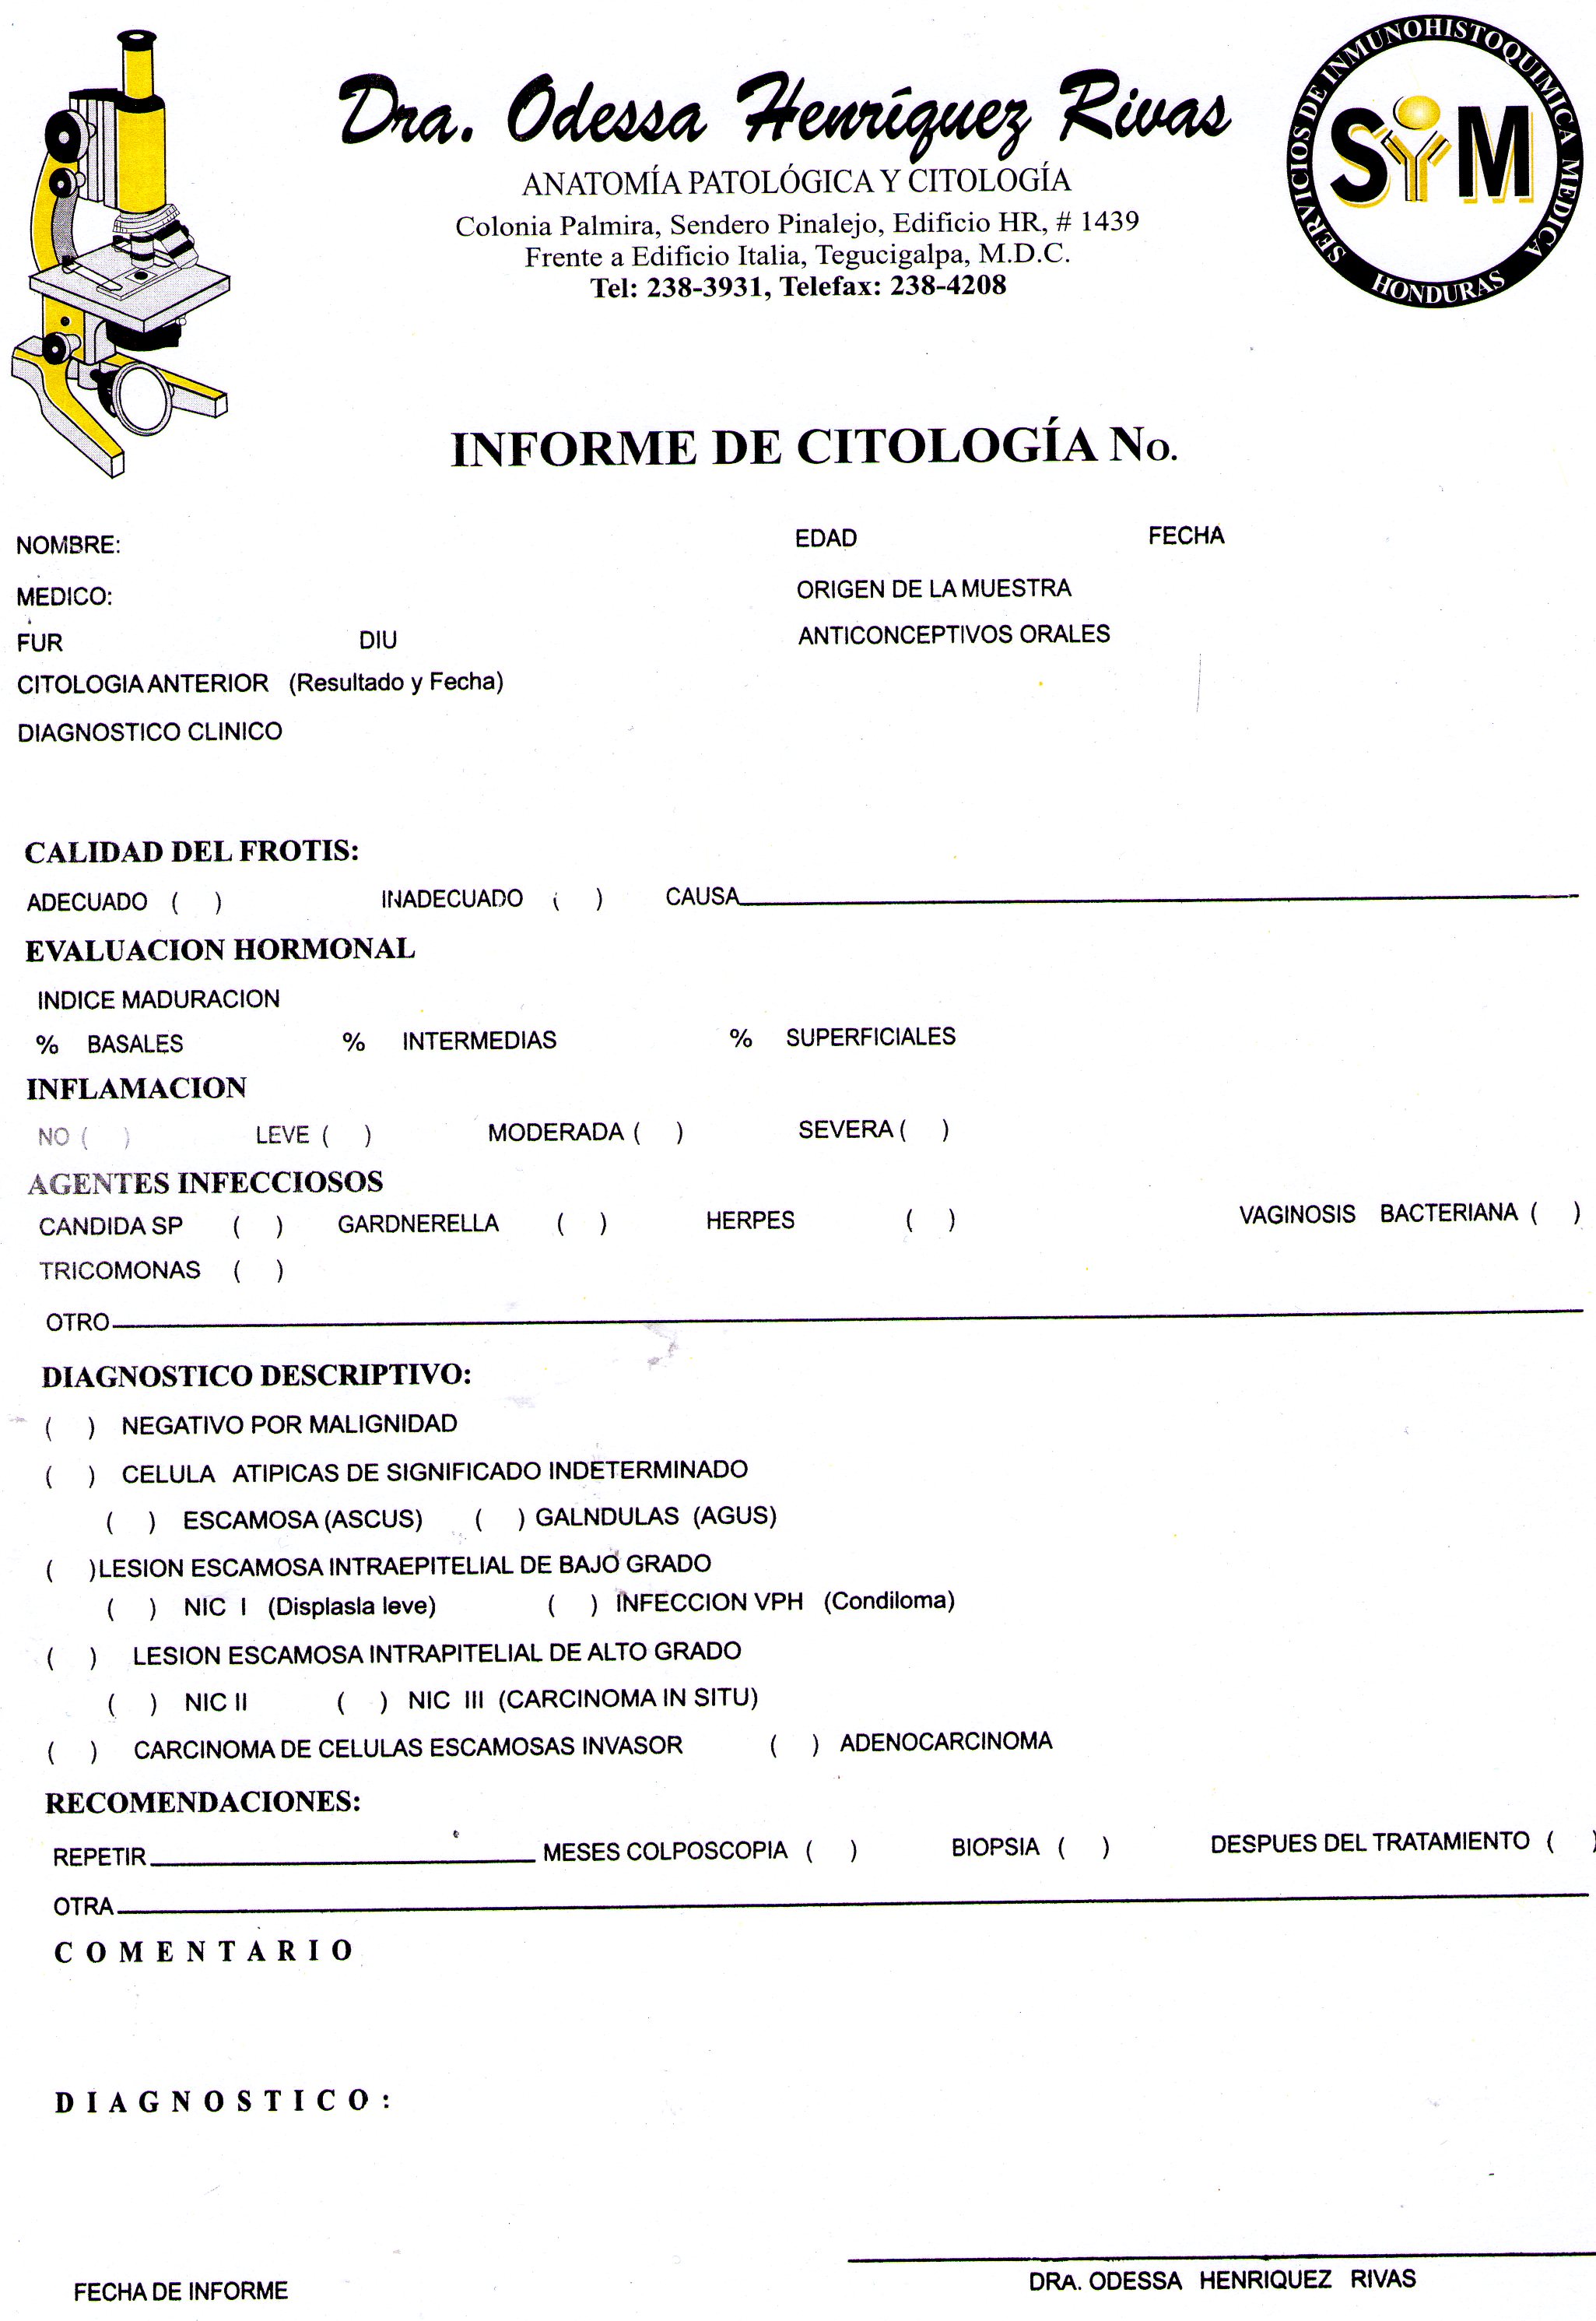 Dra. Odessa Henríquez Rivas
ANATOMÍA PATOLÓGICA Y CITOLOGÍA
Colonia Palmira, Sendero Pinalejo, Edificio HR, # 1439
Frente a Edificio Italia, Tegucigalpa, M.D.C.
Tel: 238-3931, Telefax: 238-4208
SERVICIOS DE INMUNOHISTOQUIMICA MEDICA
SYM
HONDURAS
INFORME DE CITOLOGÍA No.
NOMBRE: EDAD FECHA
MEDICO: ORIGEN DE LA MUESTRA
FUR DIU ANTICONCEPTIVOS ORALES
CITOLOGIA ANTERIOR (Resultado y Fecha)
DIAGNOSTICO CLINICO
CALIDAD DEL FROTIS:
ADECUADO ( ) INADECUADO ( ) CAUSA
EVALUACION HORMONAL
INDICE MADURACION
% BASALES % INTERMEDIAS % SUPERFICIALES
INFLAMACION
NO ( ) LEVE ( ) MODERADA ( ) SEVERA ( )
AGENTES INFECCIOSOS
CANDIDA SP ( ) GARDNERELLA ( ) HERPES ( ) VAGINOSIS BACTERIANA ( )
TRICOMONAS ( )
OTRO
DIAGNOSTICO DESCRIPTIVO:
( ) NEGATIVO POR MALIGNIDAD
( ) CELULA ATIPICAS DE SIGNIFICADO INDETERMINADO
( ) ESCAMOSA (ASCUS) ( ) GALNDULAS (AGUS)
( ) LESION ESCAMOSA INTRAEPITELIAL DE BAJO GRADO
( ) NIC I (Displasla leve) ( ) INFECCION VPH (Condiloma)
( ) LESION ESCAMOSA INTRAPITELIAL DE ALTO GRADO
( ) NIC II ( ) NIC III (CARCINOMA IN SITU)
( ) CARCINOMA DE CELULAS ESCAMOSAS INVASOR ( ) ADENOCARCINOMA
RECOMENDACIONES:
REPETIR MESES COLPOSCOPIA ( ) BIOPSIA ( ) DESPUES DEL TRATAMIENTO ( )
OTRA
COMENTARIO
DIAGNOSTICO:
FECHA DE INFORME DRA. ODESSA HENRIQUEZ RIVAS